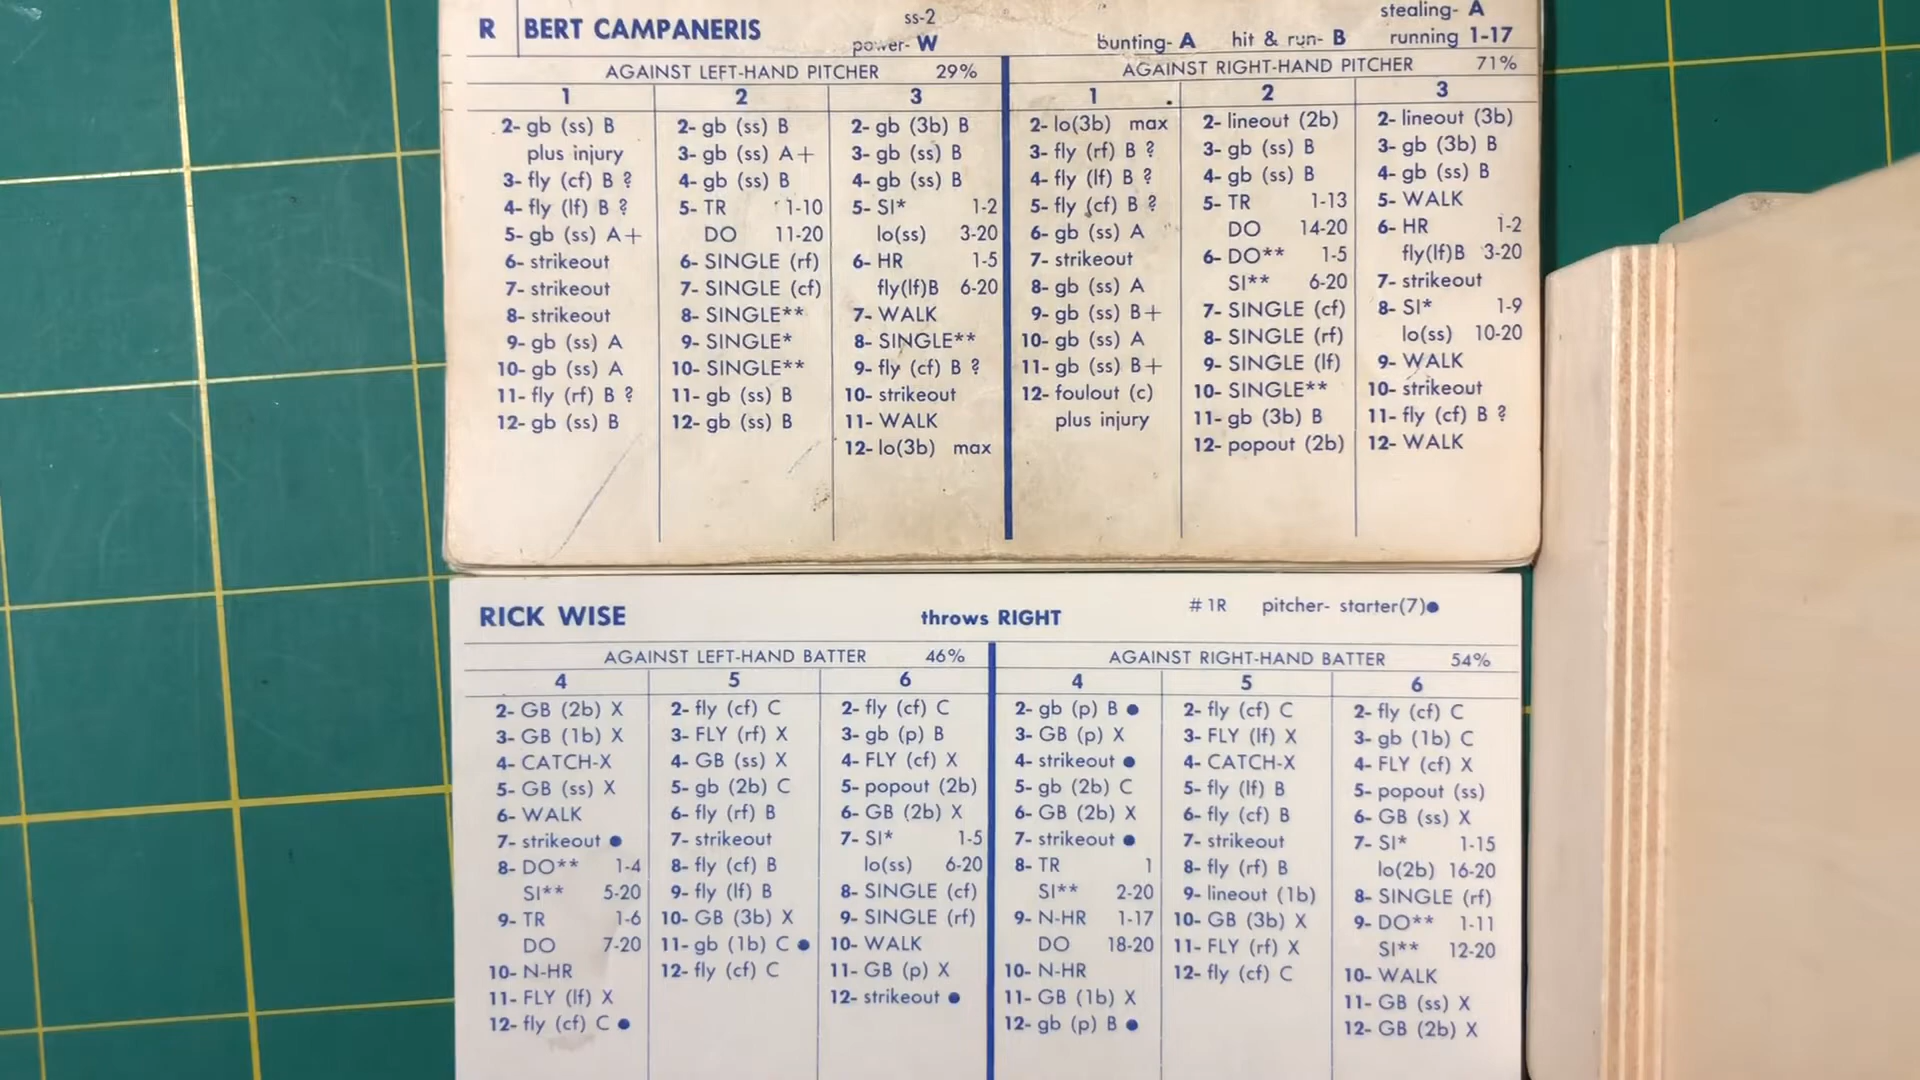 R BERT CAMPANERIS ss-2 power- W bunting- A hit & run- B stealing- A running 1-17
AGAINST LEFT-HAND PITCHER 29%
1 2 3
2- gb (ss) B
plus injury
3- fly (cf) B ?
4- fly (lf) B ?
5- gb (ss) A+
6- strikeout
7- strikeout
8- strikeout
9- gb (ss) A
10- gb (ss) A
11- fly (rf) B ?
12- gb (ss) B
2- gb (ss) B
3- gb (ss) A+
4- gb (ss) B
5- TR 1-10
DO 11-20
6- SINGLE (rf)
7- SINGLE (cf)
8- SINGLE**
9- SINGLE*
10- SINGLE**
11- gb (ss) B
12- gb (ss) B
2- gb (3b) B
3- gb (ss) B
4- gb (ss) B
5- SI* 1-2
lo(ss) 3-20
6- HR 1-5
fly(lf)B 6-20
7- WALK
8- SINGLE**
9- fly (cf) B ?
10- strikeout
11- WALK
12- lo(3b) max
AGAINST RIGHT-HAND PITCHER 71%
1 2 3
2- lo(3b) max
3- fly (rf) B ?
4- fly (lf) B ?
5- fly (cf) B ?
6- gb (ss) A
7- strikeout
8- gb (ss) A
9- gb (ss) B+
10- gb (ss) A
11- gb (ss) B+
12- foulout (c)
plus injury
2- lineout (2b)
3- gb (ss) B
4- gb (ss) B
5- TR 1-13
DO 14-20
6- DO** 1-5
SI** 6-20
7- SINGLE (cf)
8- SINGLE (rf)
9- SINGLE (lf)
10- SINGLE**
11- gb (3b) B
12- popout (2b)
2- lineout (3b)
3- gb (3b) B
4- gb (ss) B
5- WALK
6- HR 1-2
fly(lf)B 3-20
7- strikeout
8- SI* 1-9
lo(ss) 10-20
9- WALK
10- strikeout
11- fly (cf) B ?
12- WALK
RICK WISE throws RIGHT #1R pitcher- starter(7)●
AGAINST LEFT-HAND BATTER 46%
4 5 6
2- GB (2b) X
3- GB (1b) X
4- CATCH-X
5- GB (ss) X
6- WALK
7- strikeout ●
8- DO** 1-4
SI** 5-20
9- TR 1-6
DO 7-20
10- N-HR
11- FLY (lf) X
12- fly (cf) C ●
2- fly (cf) C
3- FLY (rf) X
4- GB (ss) X
5- gb (2b) C
6- fly (rf) B
7- strikeout
8- fly (cf) B
9- fly (lf) B
10- GB (3b) X
11- gb (1b) C ●
12- fly (cf) C
2- fly (cf) C
3- gb (p) B
4- FLY (cf) X
5- popout (2b)
6- GB (2b) X
7- SI* 1-5
lo(ss) 6-20
8- SINGLE (cf)
9- SINGLE (rf)
10- WALK
11- GB (p) X
12- strikeout ●
AGAINST RIGHT-HAND BATTER 54%
4 5 6
2- gb (p) B ●
3- GB (p) X
4- strikeout ●
5- gb (2b) C
6- GB (2b) X
7- strikeout ●
8- TR 1
SI** 2-20
9- N-HR 1-17
DO 18-20
10- N-HR
11- GB (1b) X
12- gb (p) B ●
2- fly (cf) C
3- FLY (lf) X
4- CATCH-X
5- fly (lf) B
6- fly (cf) B
7- strikeout
8- fly (rf) B
9- lineout (1b)
10- GB (3b) X
11- FLY (rf) X
12- fly (cf) C
2- fly (cf) C
3- gb (1b) C
4- FLY (cf) X
5- popout (ss)
6- GB (ss) X
7- SI* 1-15
lo(2b) 16-20
8- SINGLE (rf)
9- DO** 1-11
SI** 12-20
10- WALK
11- GB (ss) X
12- GB (2b) X